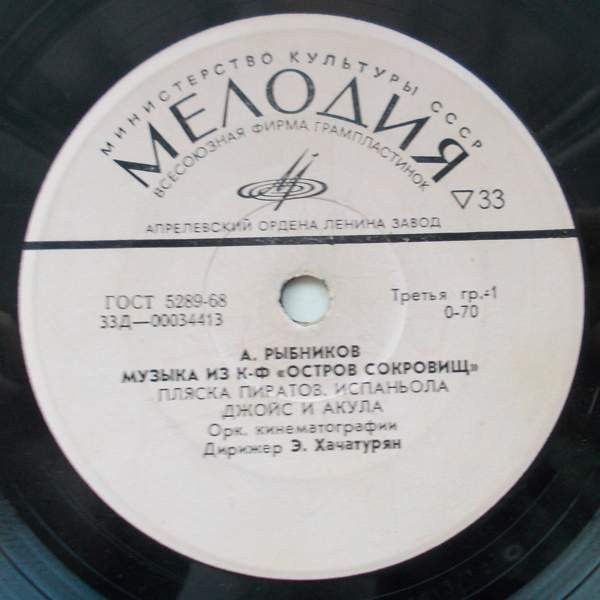 МИНИСТЕРСТВО КУЛЬТУРЫ СССР
МЕЛОДИЯ
ВСЕСОЮЗНАЯ ФИРМА ГРАМПЛАСТИНОК
▽33
АПРЕЛЕВСКИЙ ОРДЕНА ЛЕНИНА ЗАВОД
ГОСТ 5289-68
33Д—00034413
Третья гр.-1
0-70
А. РЫБНИКОВ
МУЗЫКА ИЗ К-Ф «ОСТРОВ СОКРОВИЩ»
ПЛЯСКА ПИРАТОВ. ИСПАНЬОЛА
ДЖОЙС И АКУЛА
Орк. кинематографии
Дирижер Э. Хачатурян